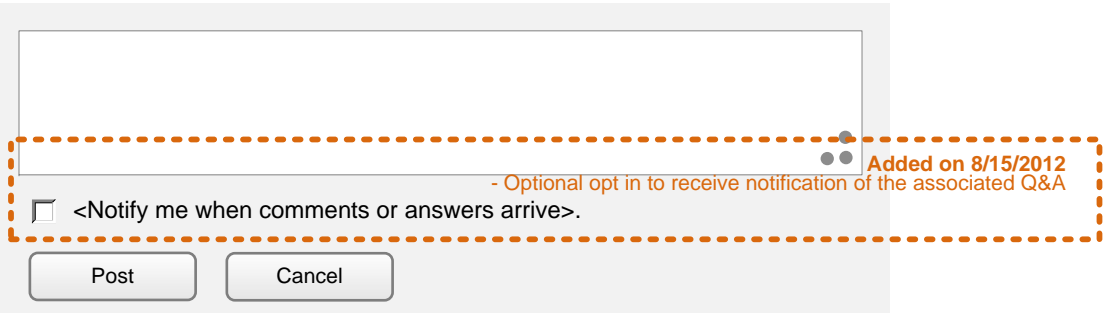 Added on 8/15/2012
- Optional opt in to receive notification of the associated Q&A
<Notify me when comments or answers arrive>.
Post
Cancel